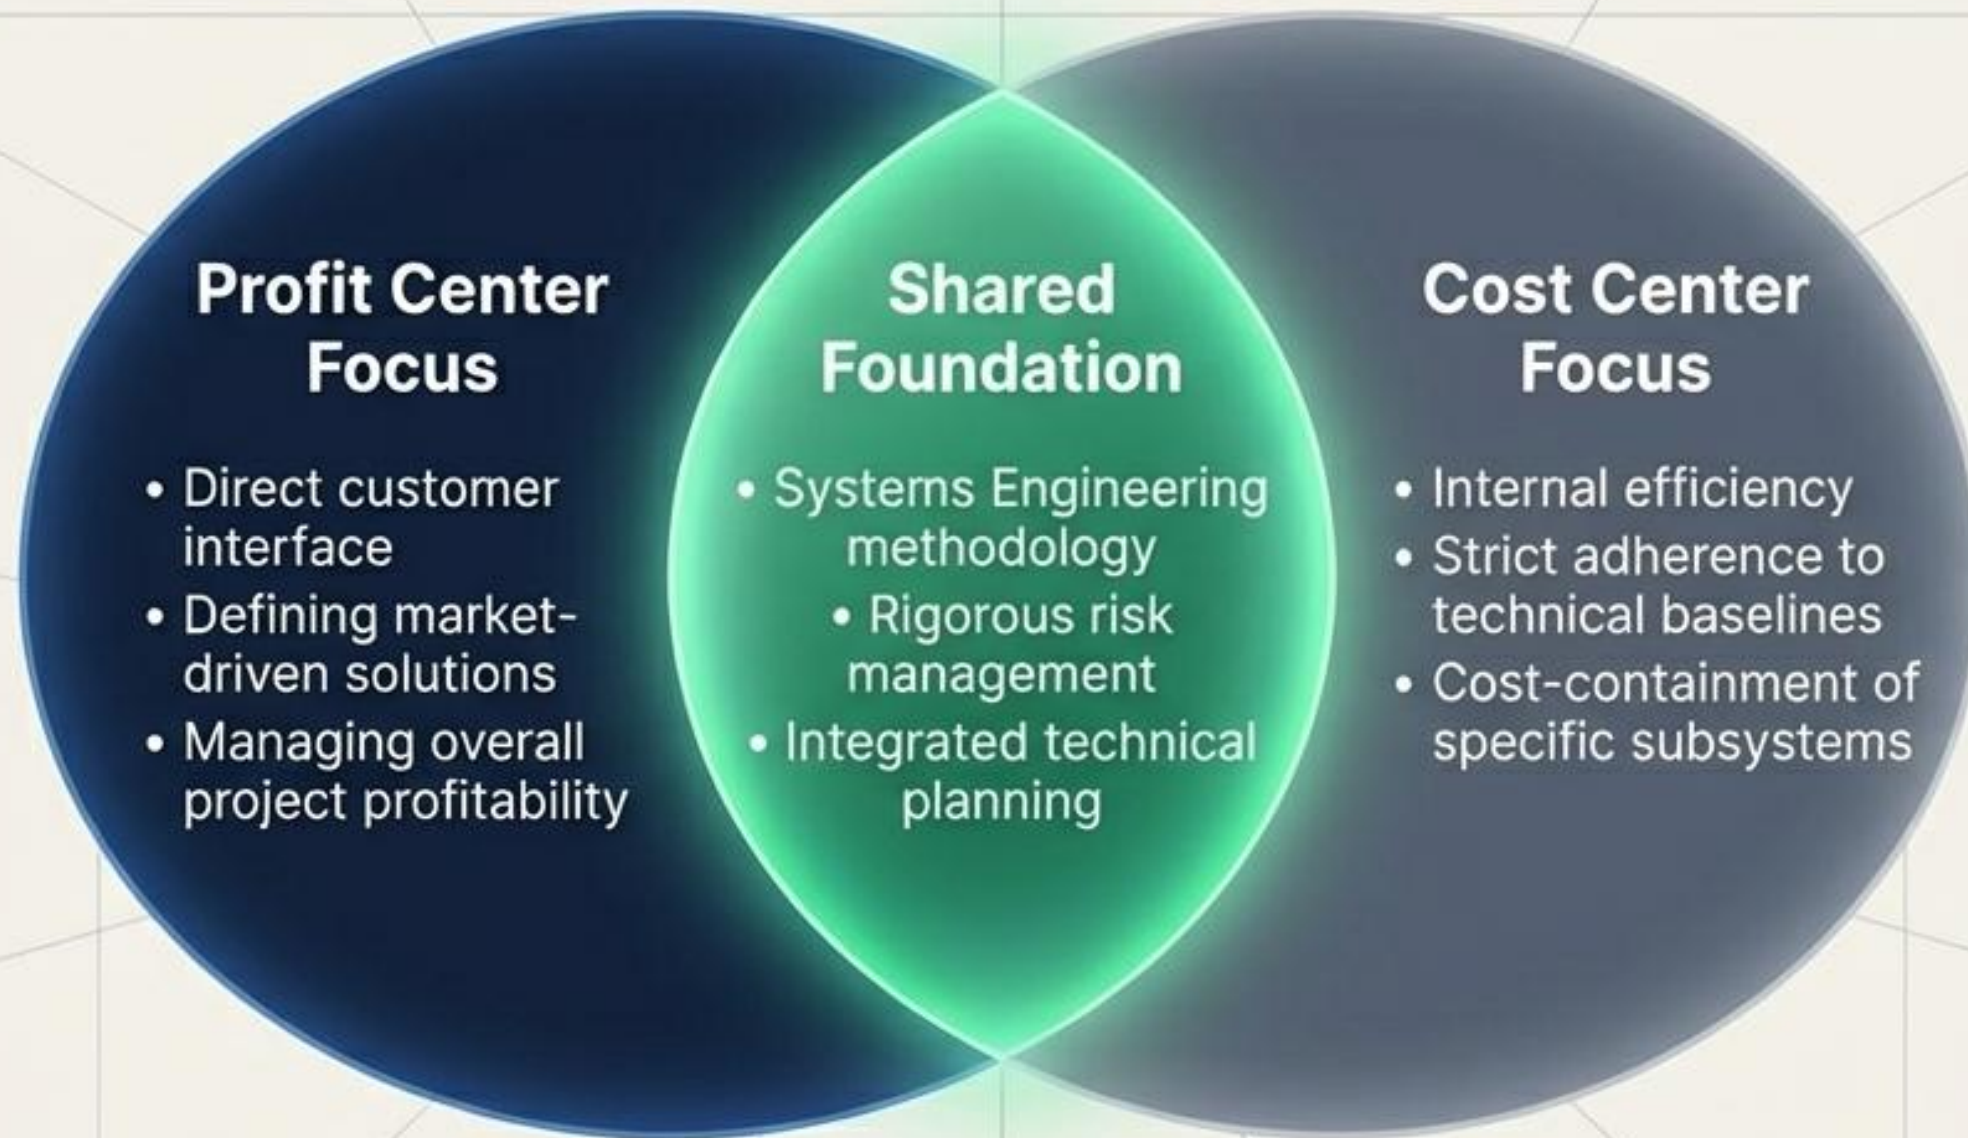 Profit Center
Focus
• Direct customer
interface
• Defining market-
driven solutions
• Managing overall
project profitability
Shared
Foundation
• Systems Engineering
methodology
• Rigorous risk
management
• Integrated technical
planning
Cost Center
Focus
• Internal efficiency
• Strict adherence to
technical baselines
• Cost-containment of
specific subsystems